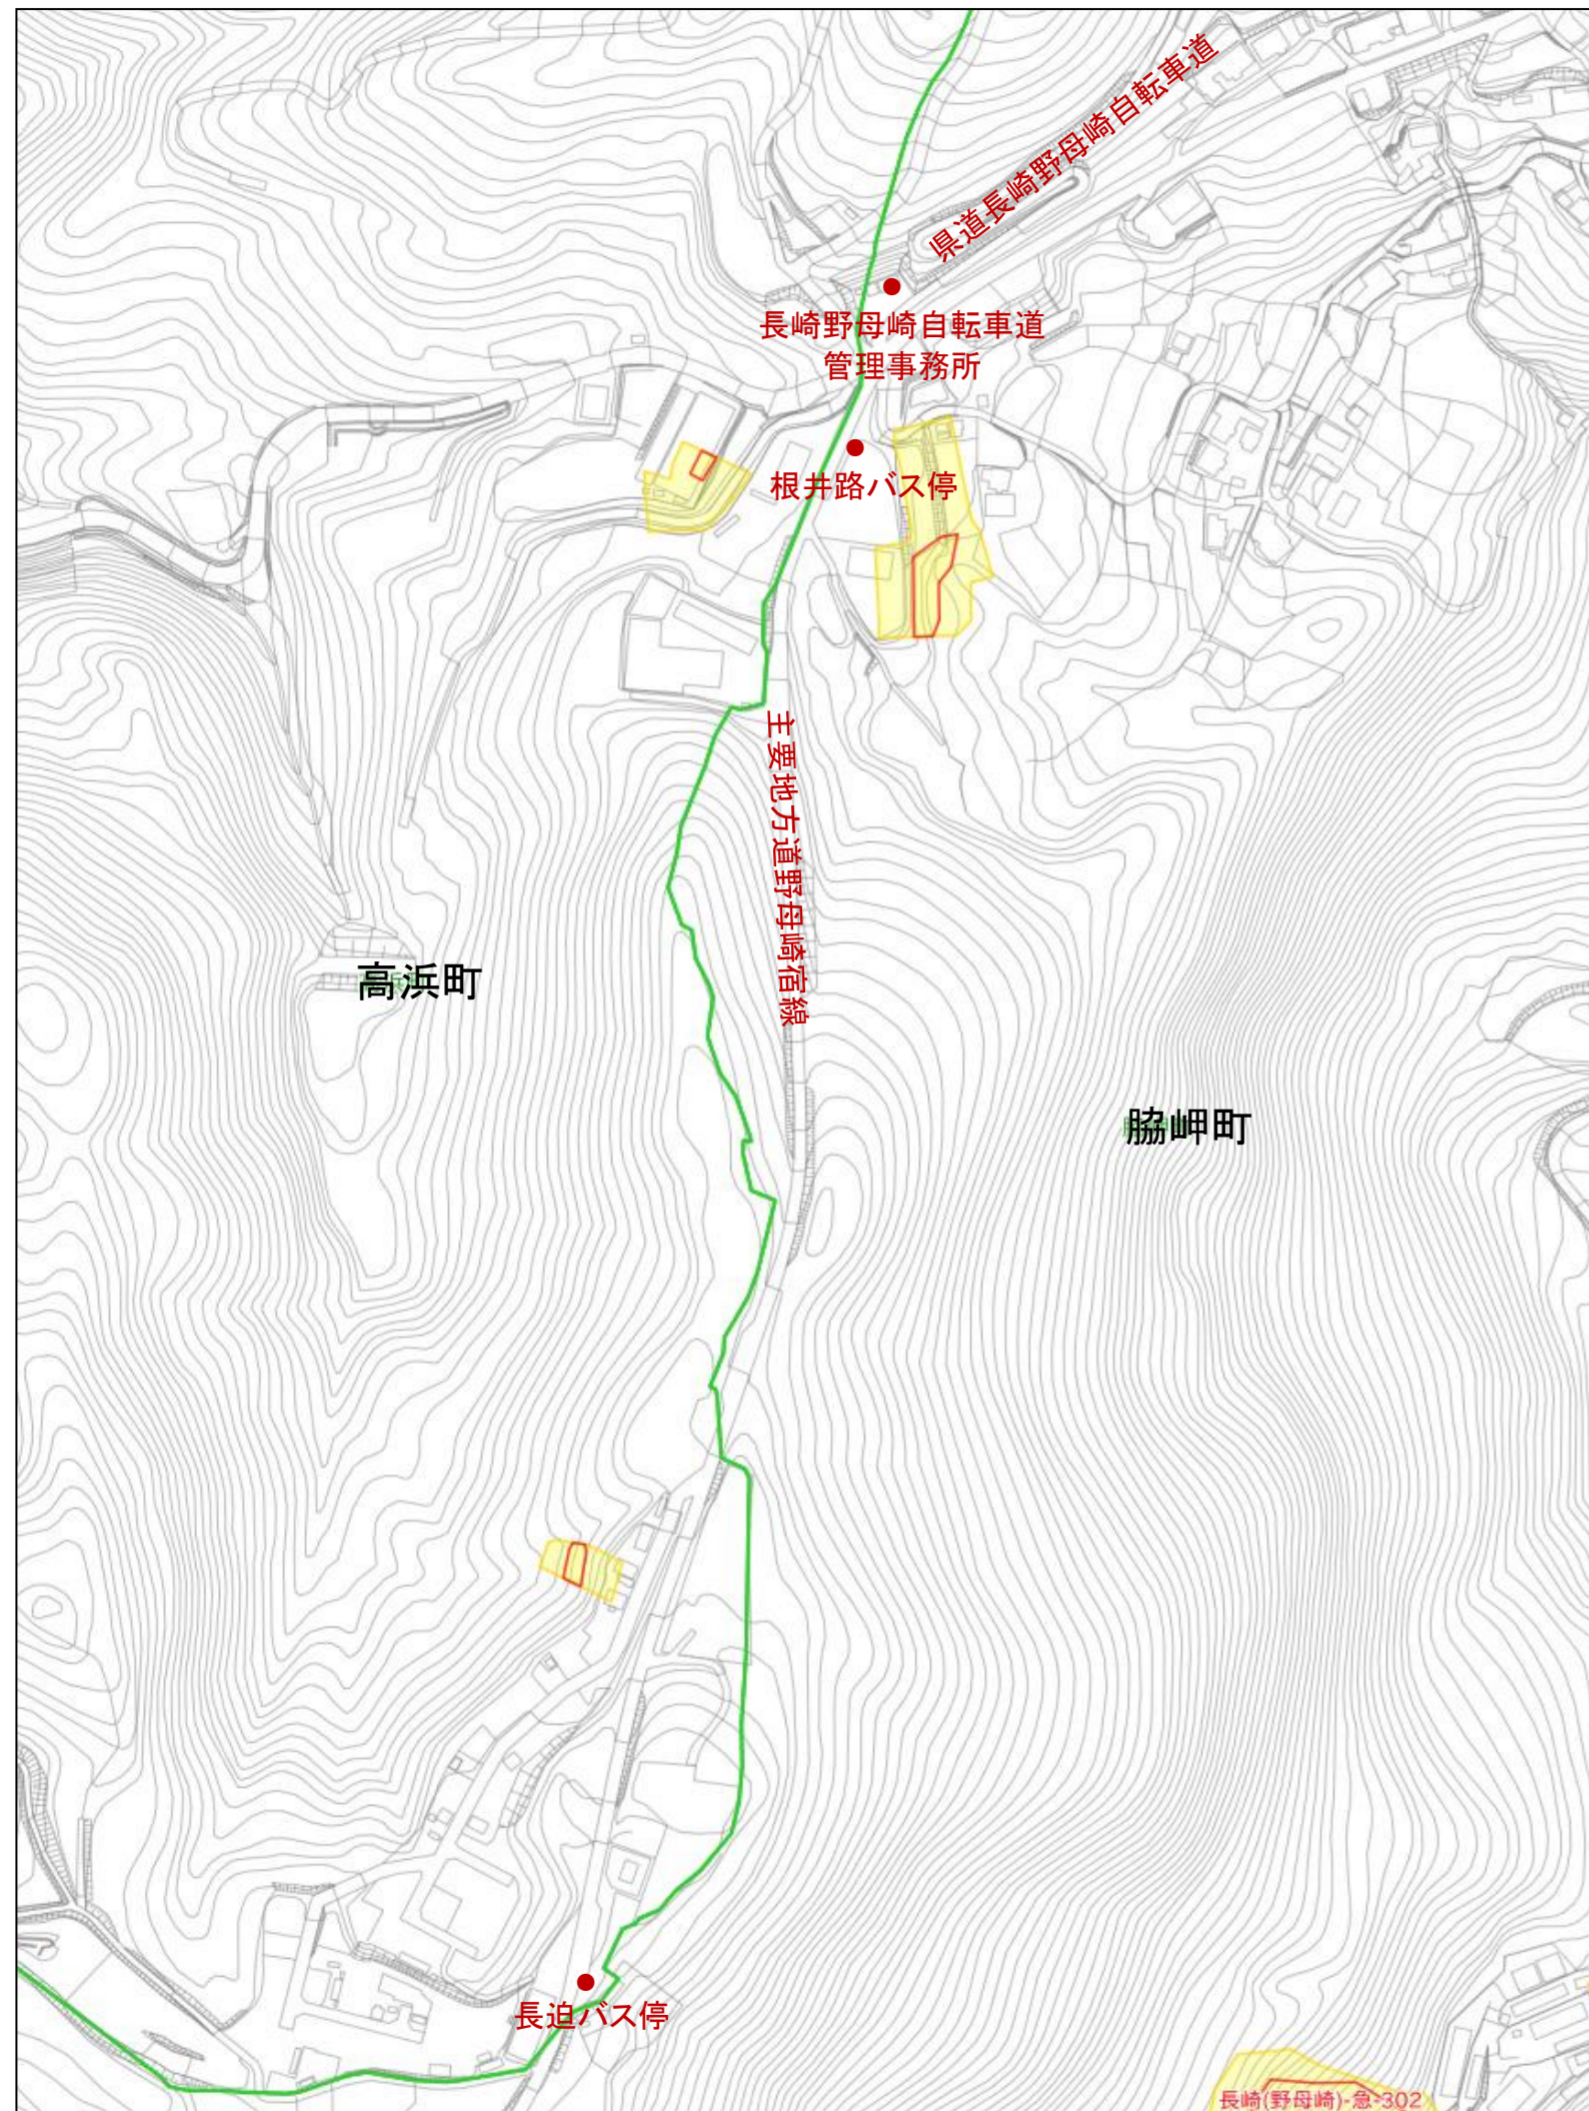 県道長崎野母崎自転車道
長崎野母崎自転車道
管理事務所
根井路バス停
主要地方道野母崎宿線
高浜町
脇岬町
長迫バス停
長崎(野母崎)-急-302